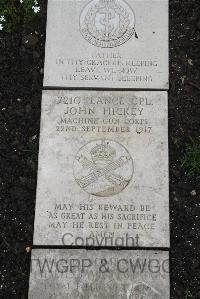 FATHER
IN THY GRACIOUS KEEPING
LEAVE WE NOW
THY SERVANT SLEEPING
7210 LANCE CPL.
JOHN HICKEY
MACHINE GUN CORPS
22ND SEPTEMBER 1917
MAY HIS REWARD BE
AS GREAT AS HIS SACRIFICE
MAY HE REST IN PEACE
AMEN
Copyright
TWGPP & CWGC
ROYAL